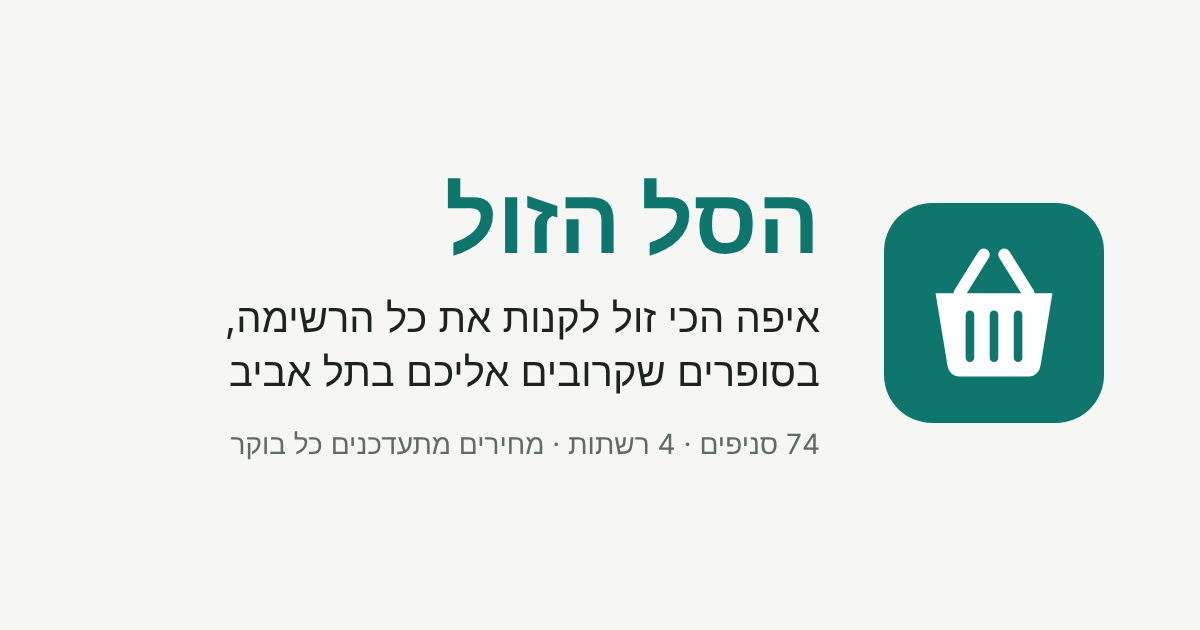 הסל הזול
איפה הכי זול לקנות את כל הרשימה,
בסופרים שקרובים אליכם בתל אביב
74 סניפים · 4 רשתות · מחירים מתעדכנים כל בוקר